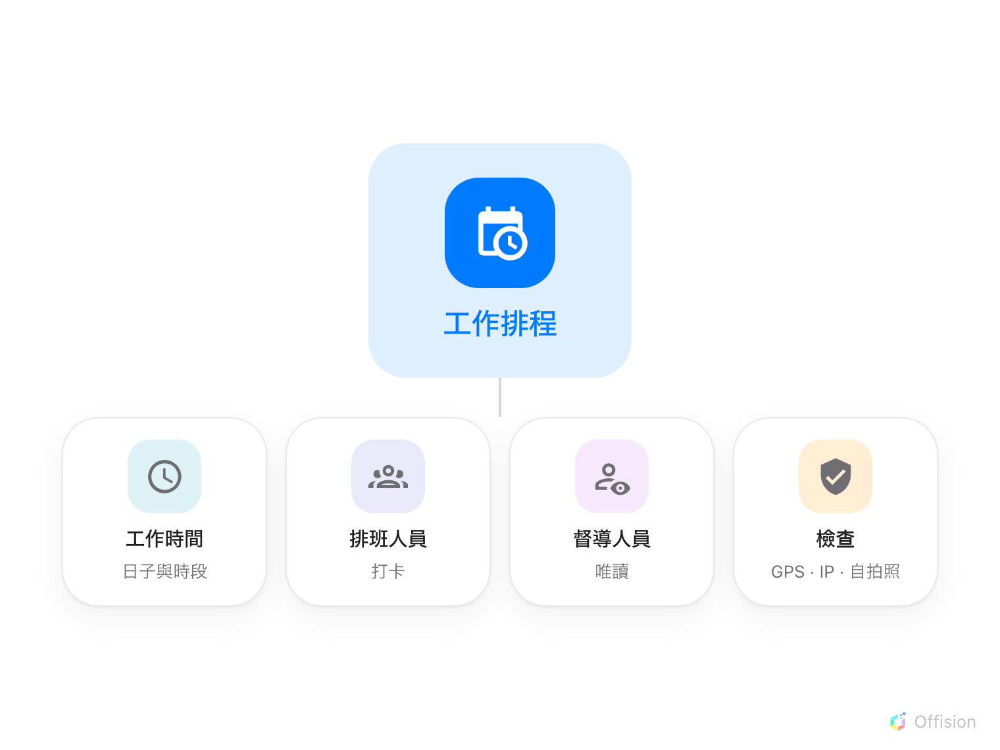 工作排程
工作時間
日子與時段
排班人員
打卡
督導人員
唯讀
檢查
GPS · IP · 自拍照
Offision